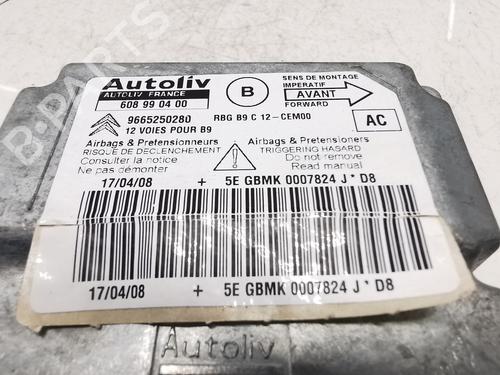 Autoliv
AUTOLIV FRANCE
608 99 04 00
B
SENS DE MONTAGE
IMPERATIF
AVANT
FORWARD
9665250280
RBG B9 C 12-CEM00
12 VOIES POUR B9
AC
Airbags & Pretensionneurs
RISQUE DE DECLENCHEMENT
Consulter la notice
Ne pas démonter
Airbags & Pretensioners
TRIGGERING HASARD
Do not remove
Read manual
17/04/08 + 5E GBMK 0007824 J * D8
17/04/08 + 5E GBMK 0007824 J * D8
Autoliv